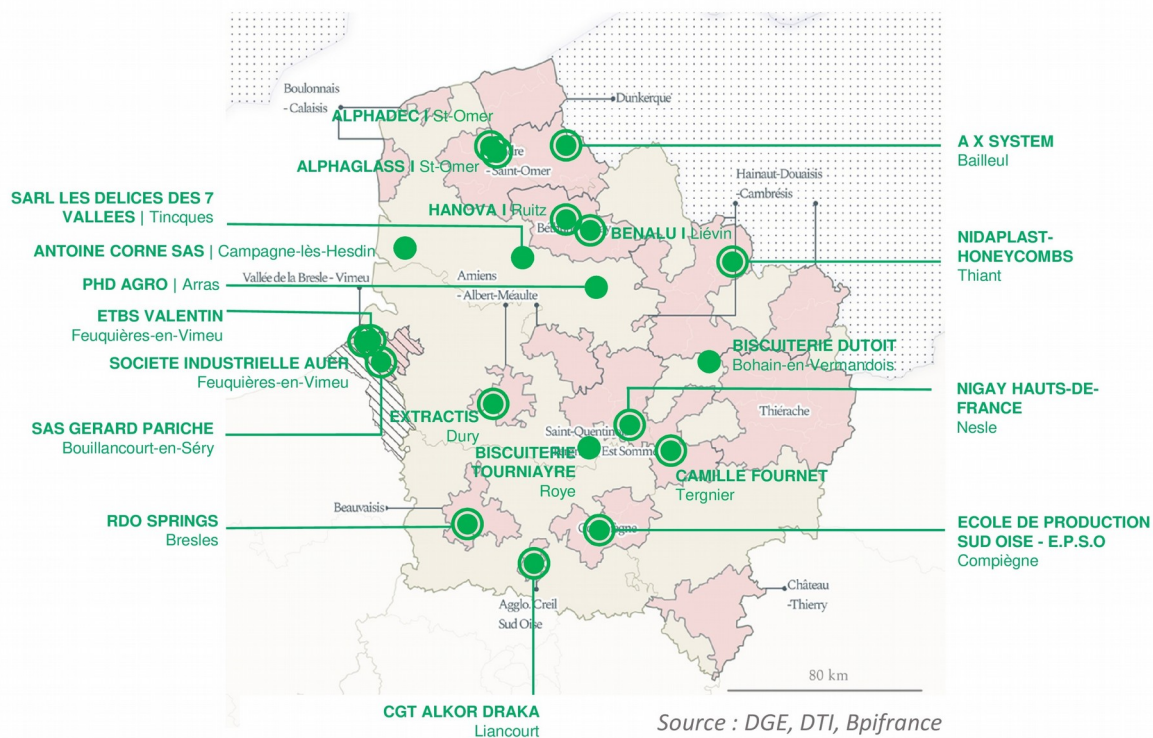 Boulonnais
- Calaisis
Dunkerque
ALPHADEC I St-Omer
A X SYSTEM
Bailleul
ALPHAGLASS I St-Omer
- Saint-Omer
Hainaut-Douaisis
- Cambrésis
SARL LES DELICES DES 7
VALLEES | Tincques
HANOVA I Ruitz
BENALU I Liévin
NIDAPLAST-
HONEYCOMBS
Thiant
ANTOINE CORNE SAS | Campagne-lès-Hesdin
Vallée de la Bresle - Vimeu
Amiens
- Albert-Méaulte
PHD AGRO | Arras
ETBS VALENTIN
Feuquières-en-Vimeu
SOCIETE INDUSTRIELLE AUER
Feuquières-en-Vimeu
BISCUITERIE DUTOIT
Bohain-en-Vermandois
NIGAY HAUTS-DE-
FRANCE
Nesle
Thiérache
SAS GERARD PARICHE
Bouillancourt-en-Séry
EXTRACTIS
Dury
Saint-Quentin
Est Somme
BISCUITERIE
TOURNIAYRE
Roye
CAMILLE FOURNET
Tergnier
Beauvaisis
RDO SPRINGS
Bresles
ECOLE DE PRODUCTION
SUD OISE - E.P.S.O
Compiègne
Agglo. Creil
Sud Oise
Château
-Thierry
80 km
CGT ALKOR DRAKA
Liancourt
Source : DGE, DTI, Bpifrance